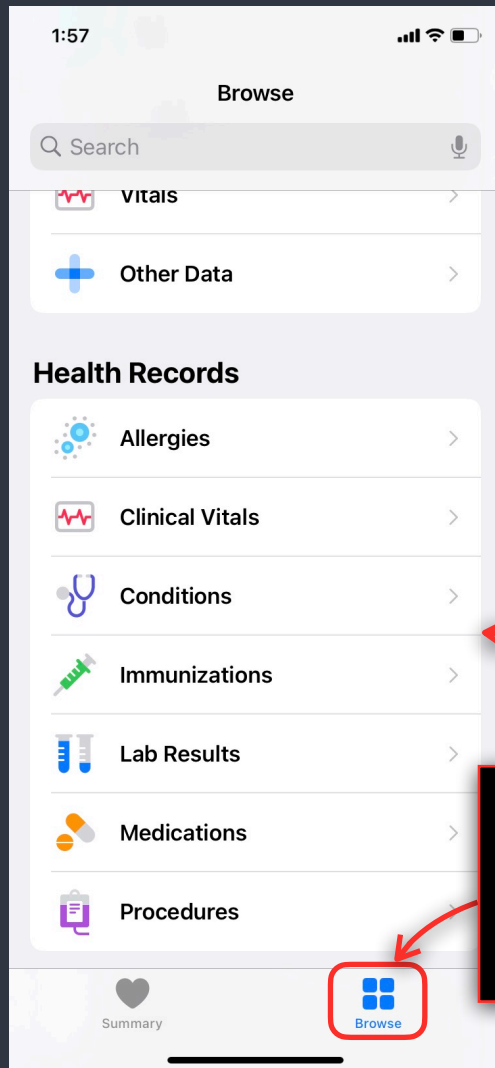 1:57
Browse
Search
Vitals
Other Data
Health Records
Allergies
Clinical Vitals
Conditions
Immunizations
Lab Results
Medications
Procedures
Summary
Browse